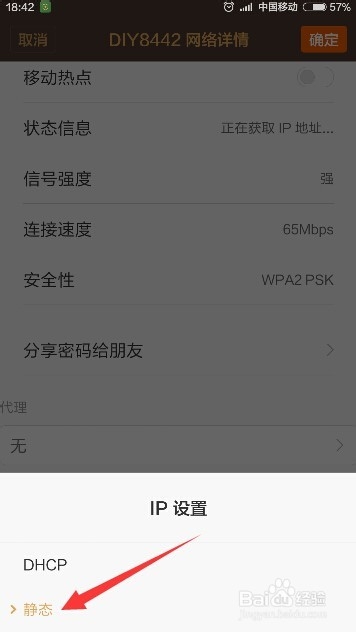 18:42 中国移动 57%
取消 DIY8442 网络详情 确定
移动热点
状态信息 正在获取 IP 地址...
信号强度 强
连接速度 65Mbps
安全性 WPA2 PSK
分享密码给朋友
代理
无
IP 设置
DHCP
静态
Baidu 经验
jingyan.baidu.com